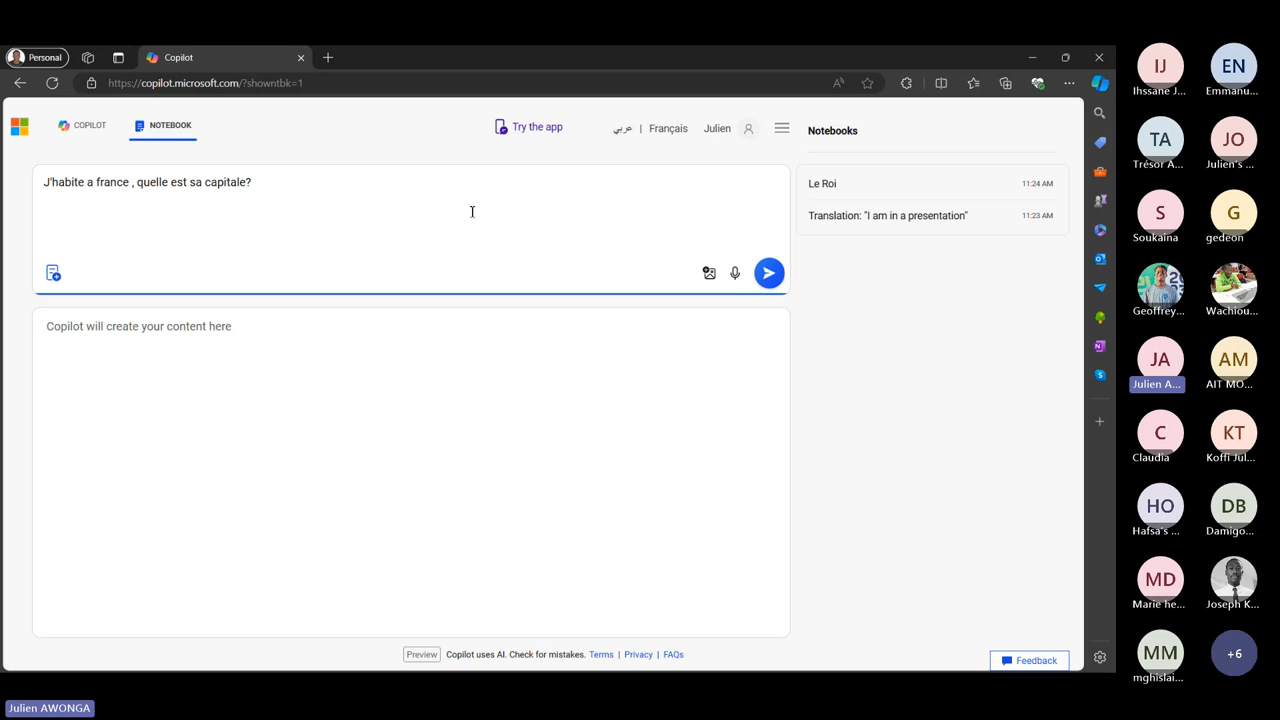 Personal
Copilot
https://copilot.microsoft.com/?showntbk=1
COPILOT
NOTEBOOK
Try the app
عربي | Français
Julien
Notebooks
J'habite a france , quelle est sa capitale?
Le Roi
11:24 AM
Translation: "I am in a presentation"
11:23 AM
Copilot will create your content here
Preview
Copilot uses AI. Check for mistakes. Terms | Privacy | FAQs
Feedback
IJ
Ihssane J...
EN
Emmanu...
TA
Trésor A...
JO
Julien's ...
S
Soukaina
G
gedeon
Geoffrey...
Wachiou...
JA
Julien A...
AM
AIT MO...
C
Claudia
KT
Koffi Jul...
HO
Hafsa's ...
DB
Damigo...
MD
Marie he...
Joseph K...
MM
mghislai...
+6
Julien AWONGA